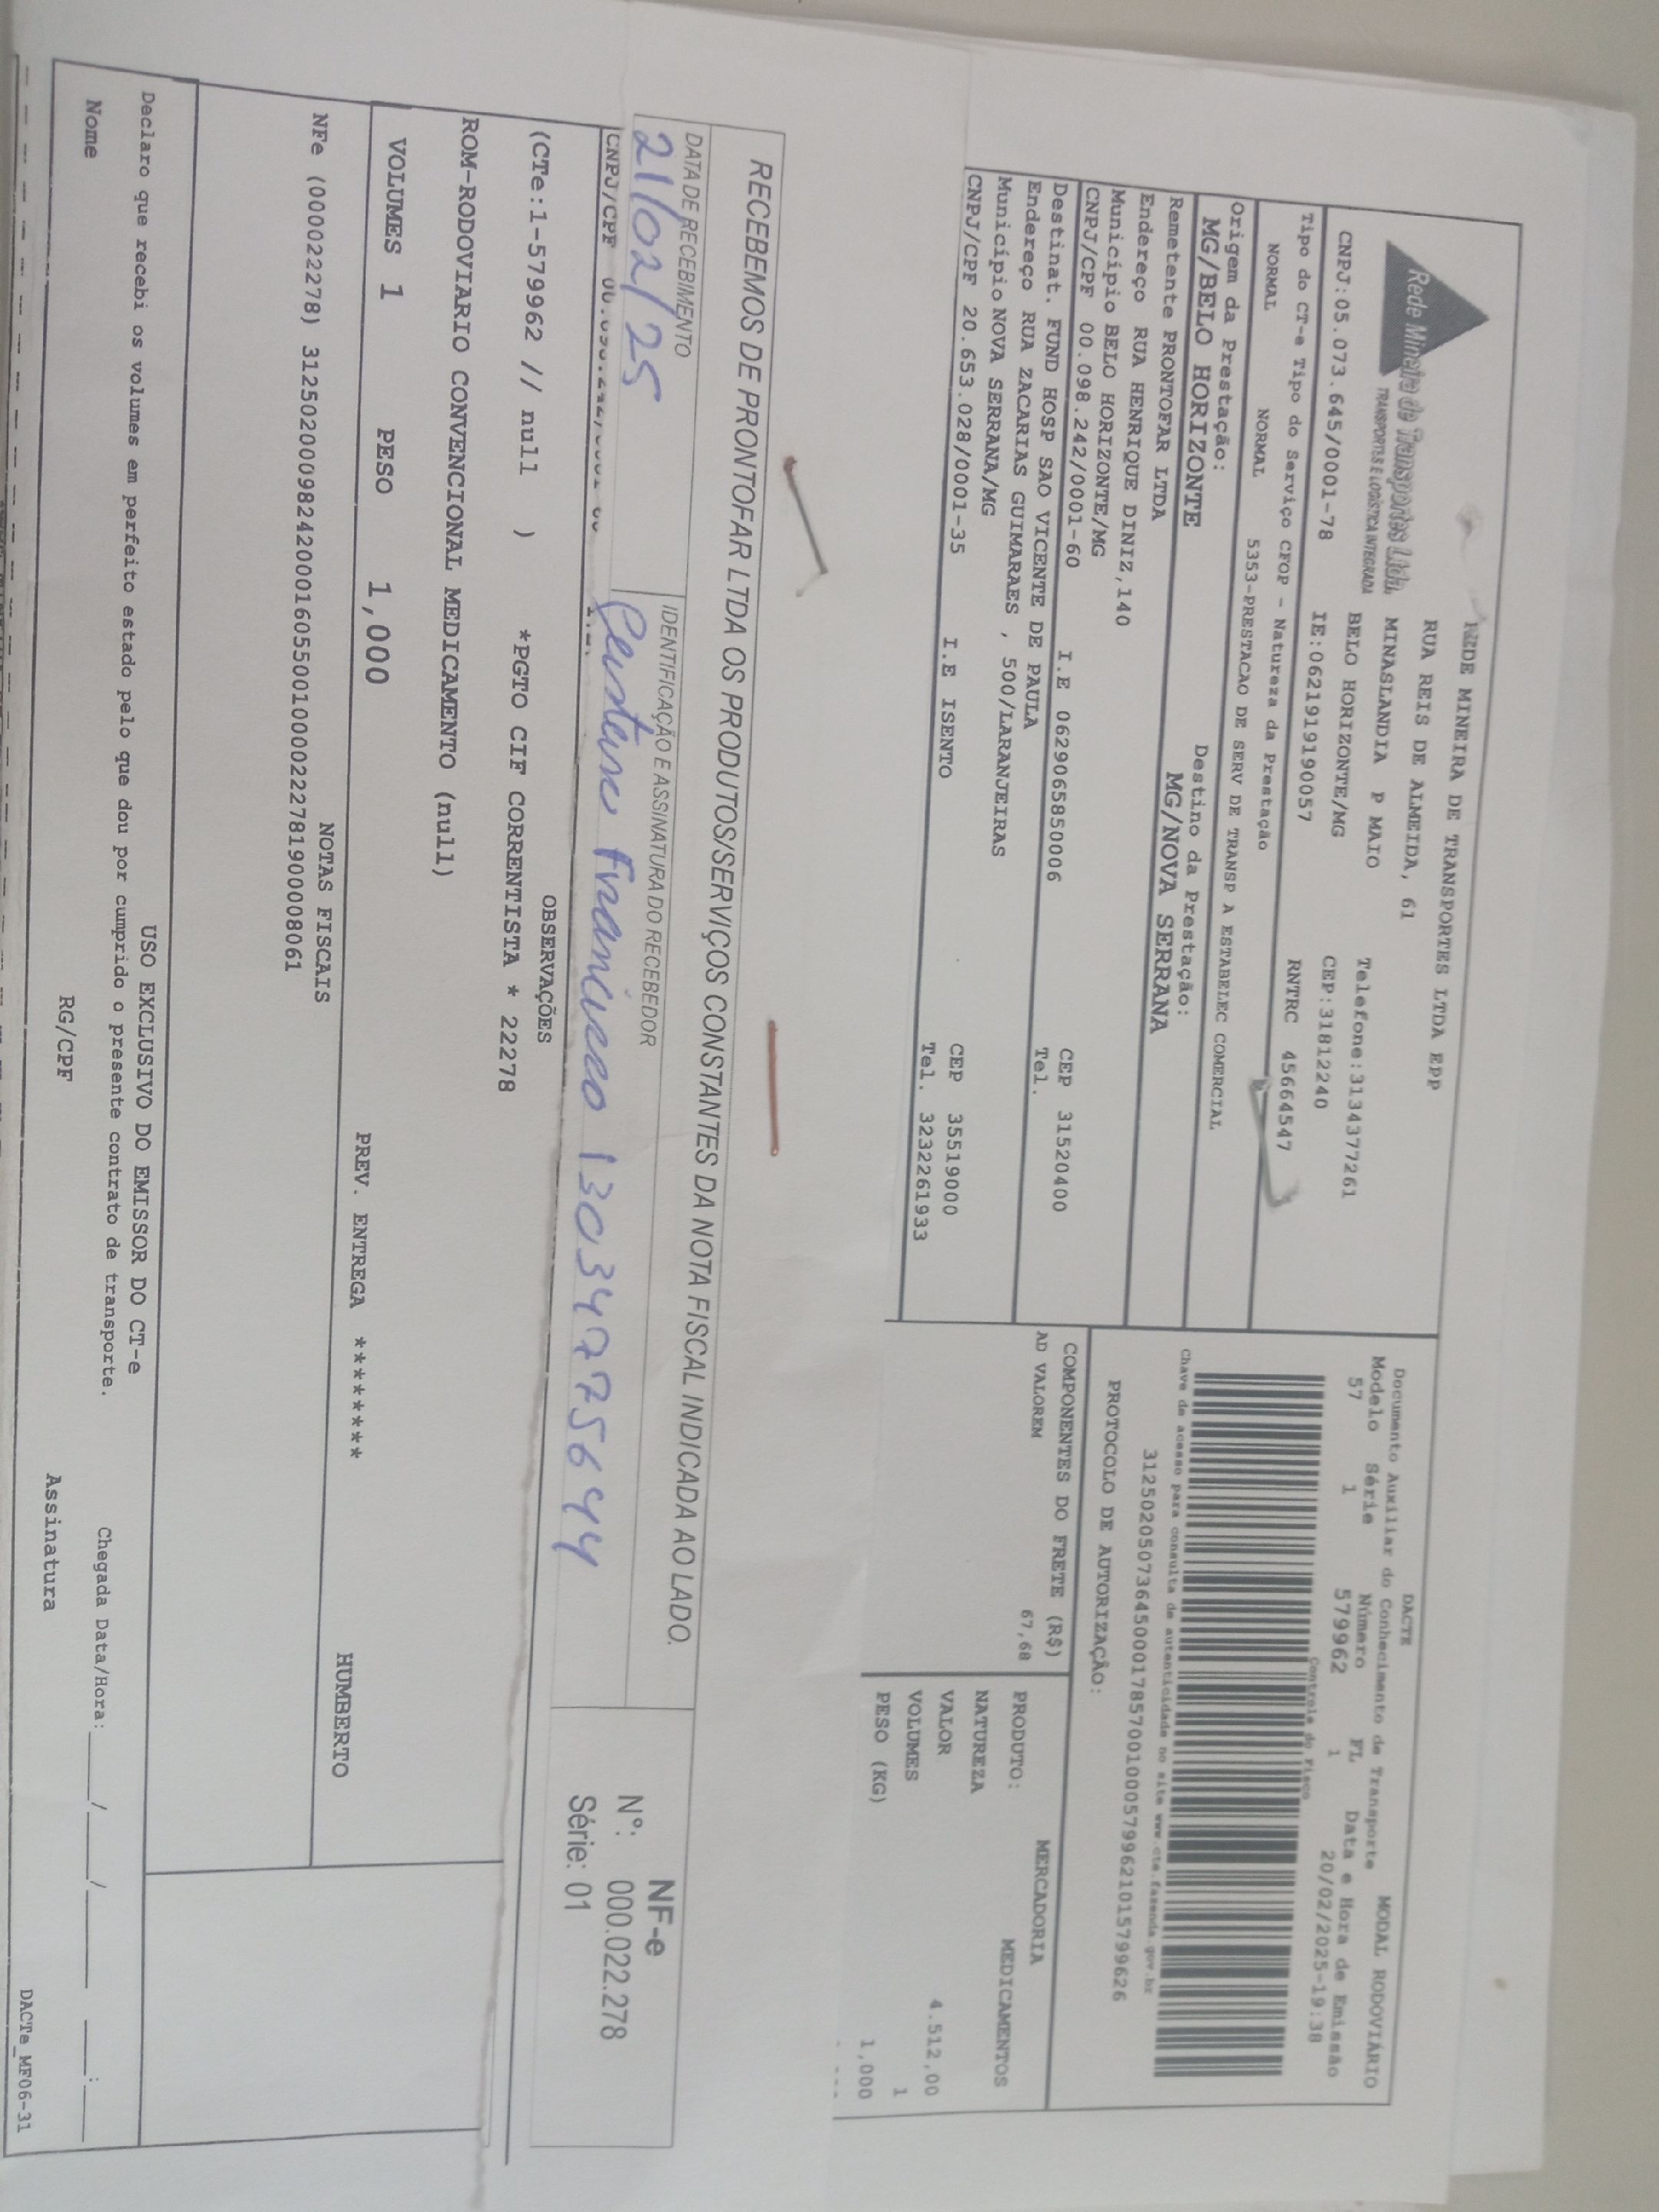 Rede Mineira de Transportes Ltda.
TRANSPORTES E LOGÍSTICA INTEGRADA
CNPJ:05.073.645/0001-78
REDE MINEIRA DE TRANSPORTES LTDA EPP
RUA REIS DE ALMEIDA, 61
MINASLANDIA P MAIO
BELO HORIZONTE/MG
IE:0621919190057
Telefone:3134377261
CEP:31812240
RNTRC 45664547
Tipo do CT-e Tipo do Serviço CFOP - Natureza da Prestação
NORMAL NORMAL 5353-PRESTACAO DE SERV DE TRANSP A ESTABELEC COMERCIAL
Origem da Prestação: Destino da Prestação:
MG/BELO HORIZONTE MG/NOVA SERRANA
Remetente PRONTOFAR LTDA
Endereço RUA HENRIQUE DINIZ,140
Município BELO HORIZONTE/MG CEP 31520400
CNPJ/CPF 00.098.242/0001-60 I.E 0629065850006 Tel.
Destinat. FUND HOSP SAO VICENTE DE PAULA
Endereço RUA ZACARIAS GUIMARAES , 500/LARANJEIRAS
Município NOVA SERRANA/MG CEP 35519000
CNPJ/CPF 20.653.028/0001-35 I.E ISENTO Tel. 3232261933
DACTE
Documento Auxiliar do Conhecimento de Transporte MODAL RODOVIÁRIO
Modelo Série Número FL Data e Hora de Emissão
57 1 579962 1 20/02/2025-19:38
Controle do Fisco
Chave de acesso para consulta de autenticidade no site www.cte.fazenda.gov.br
31250205073645000178570010005799621015799626
PROTOCOLO DE AUTORIZAÇÃO:
COMPONENTES DO FRETE (R$)
AD VALOREM 67,68
MERCADORIA
PRODUTO: MEDICAMENTOS
NATUREZA
VALOR 4.512,00
VOLUMES 1
PESO (KG) 1,000
RECEBEMOS DE PRONTOFAR LTDA OS PRODUTOS/SERVIÇOS CONSTANTES DA NOTA FISCAL INDICADA AO LADO.
DATA DE RECEBIMENTO IDENTIFICAÇÃO E ASSINATURA DO RECEBEDOR
21/02/25 Francisco 13034775644
NF-e
Nº: 000.022.278
Série: 01
CNPJ/CPF
OBSERVAÇÕES
(CTe:1-579962 // null ) *PGTO CIF CORRENTISTA * 22278
ROM-RODOVIARIO CONVENCIONAL MEDICAMENTO (null)
VOLUMES 1 PESO 1,000 PREV. ENTREGA ******** HUMBERTO
NOTAS FISCAIS
NFe (000022278) 31250200098242000160550010000222781900008061
USO EXCLUSIVO DO EMISSOR DO CT-e
Declaro que recebi os volumes em perfeito estado pelo que dou por cumprido o presente contrato de transporte.
Chegada Data/Hora:____/____/_____ ___:___
Nome RG/CPF Assinatura
DACTe_MF06-31